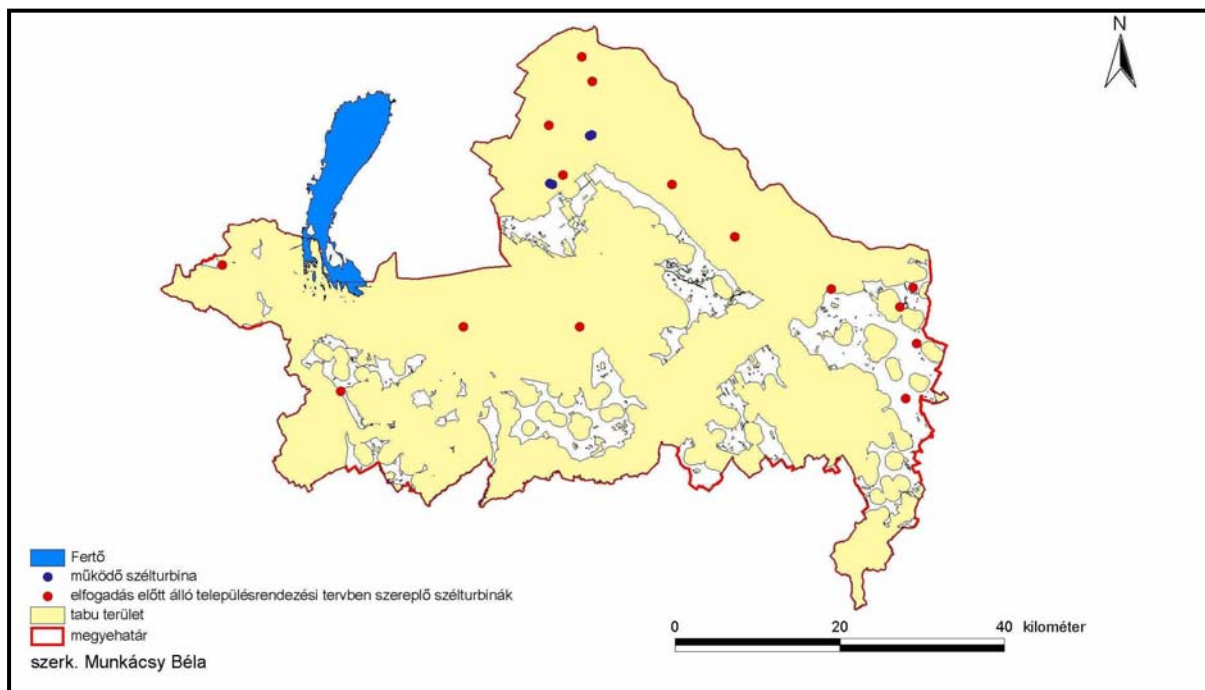 N
Fertő
működő szélturbina
elfogadás előtt álló településrendezési tervben szereplő szélturbinák
tabu terület
megyehatár
szerk. Munkácsy Béla
0 20 40 kilométer